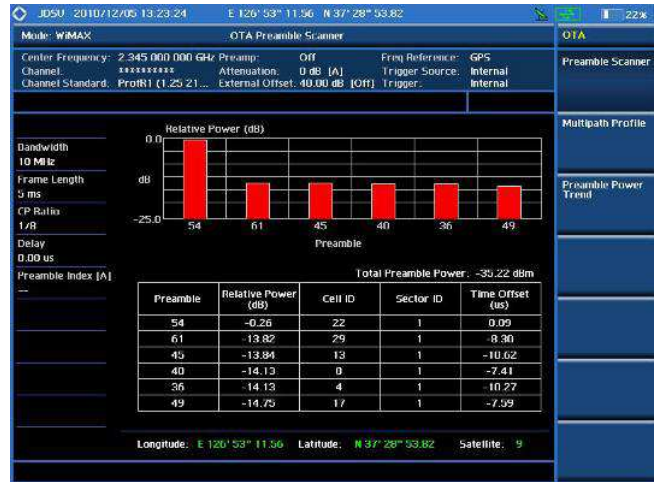 JDSU 2010/12/05 13:23:24 E 126° 53" 11.56 N 37° 28" 53.82 22%
Mode: WiMAX OTA Preamble Scanner OTA
Center Frequency: 2.345 000 000 GHz Preamp: Off Freq Reference: GPS
Channel: ********** Attenuation: 0 dB [A] Trigger Source: Internal
Channel Standard: ProfR1 (1.25 21... External Offset: 40.00 dB [Off] Trigger: Internal
Preamble Scanner
Multipath Profile
Preamble Power
Trend
Bandwidth
10 MHz
Frame Length
5 ms
CP Ratio
1/8
Delay
0.00 us
Preamble Index [A]
--
Relative Power (dB)
0.0
dB
-25.0
54 61 45 40 36 49
Preamble
Total Preamble Power: -35.22 dBm
Preamble Relative Power (dB) Cell ID Sector ID Time Offset (us)
54 -0.26 22 1 0.09
61 -13.82 29 1 -8.30
45 -13.84 13 1 -10.62
40 -14.13 0 1 -7.41
36 -14.13 4 1 -10.27
49 -14.75 17 1 -7.59
Longitude: E 126° 53" 11.56 Latitude: N 37° 28" 53.82 Satellite: 9